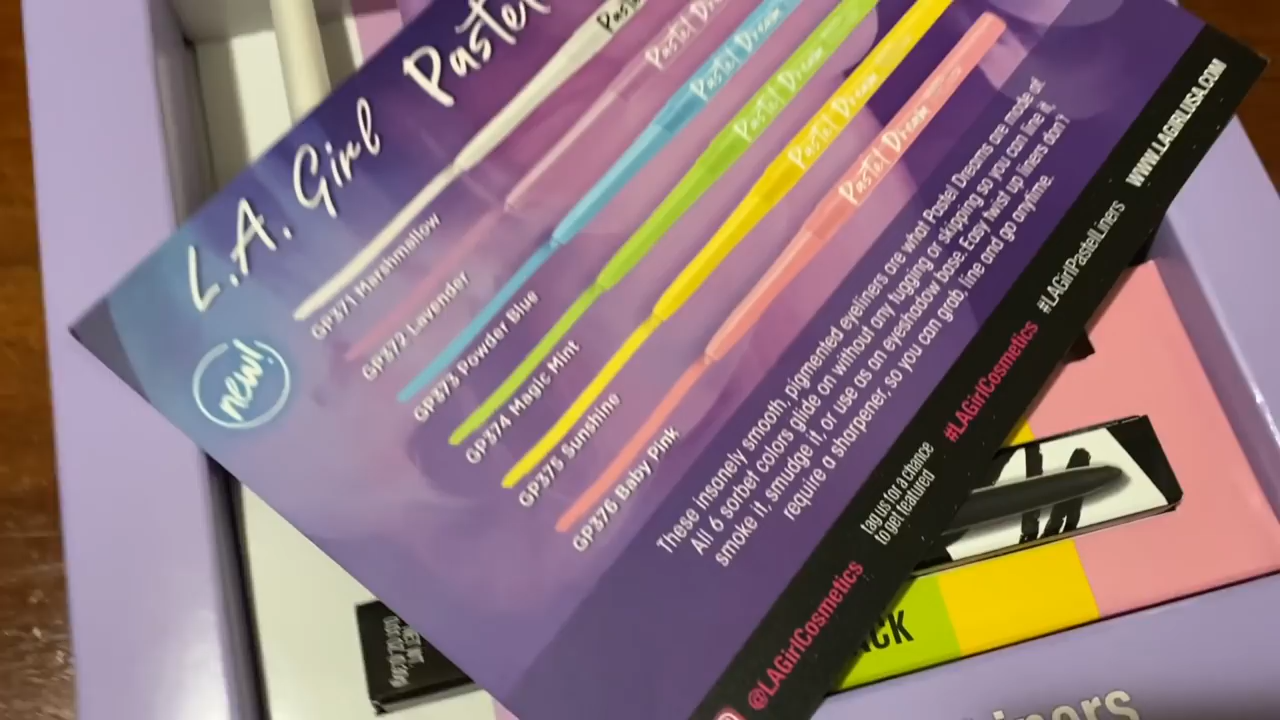 L.A. Girl Pastel
new!
Pastel Dream
Pastel Dream
Pastel Dream
Pastel Dream
Pastel Dream
GP371 Marshmallow
GP372 Lavender
GP373 Powder Blue
GP374 Magic Mint
GP375 Sunshine
GP376 Baby Pink
These insanely smooth, pigmented eyeliners are what Pastel Dreams are made of.
All 6 sorbet colors glide on without any tugging or skipping so you can line it,
smoke it, smudge it, or use as an eyeshadow base. Easy twist up liners don't
require a sharpener, so you can grab, line and go anytime.
@LAGirlCosmetics
tag us for a chance
to get featured
#LAGirlCosmetics
#LAGirlPastelLiners
WWW.LAGIRLUSA.COM